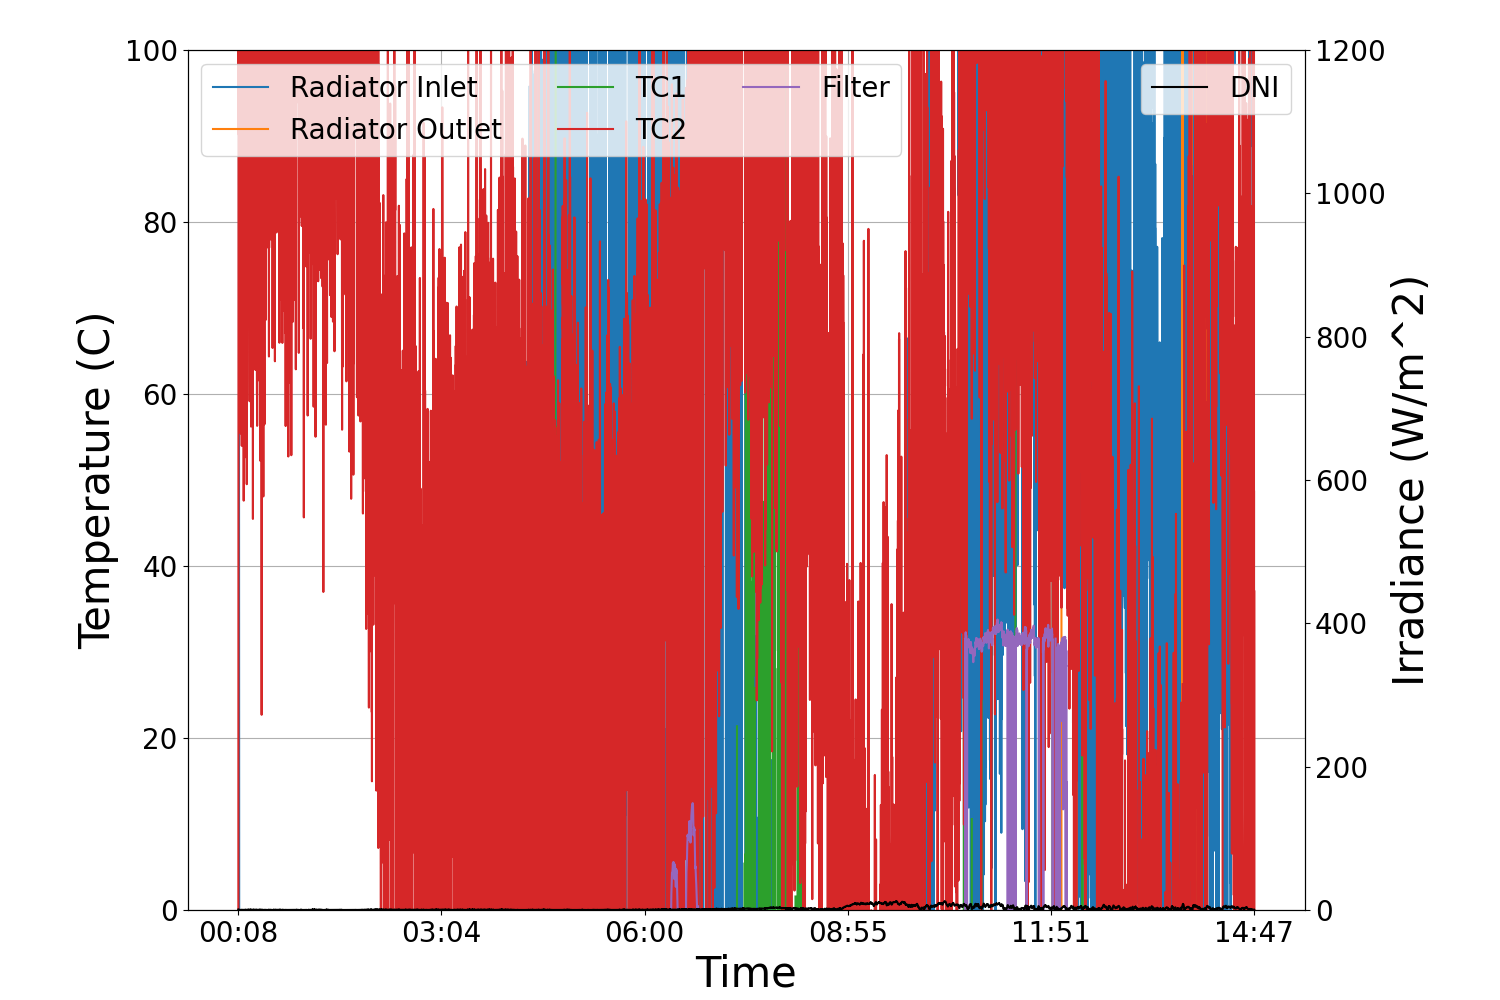 Radiator Inlet
Radiator Outlet
TC1
TC2
Filter
DNI
100
80
60
40
20
0
Temperature (C)
1200
1000
800
600
400
200
0
Irradiance (W/m^2)
00:08 03:04 06:00 08:55 11:51 14:47
Time